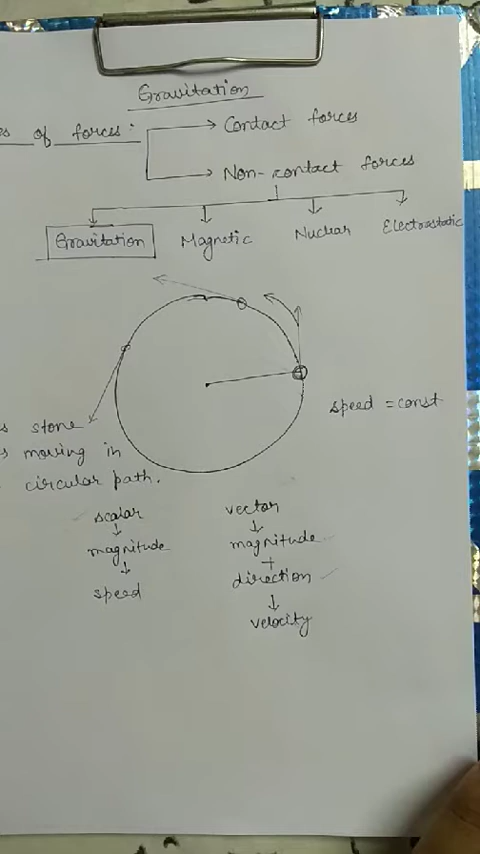 Gravitation
of forces:
Contact forces
Non-contact forces
Gravitation Magnetic Nuclear Electrostatic
speed = const
stone
moving in
circular path.
scalar
magnitude
speed
vector
magnitude
+
direction
velocity